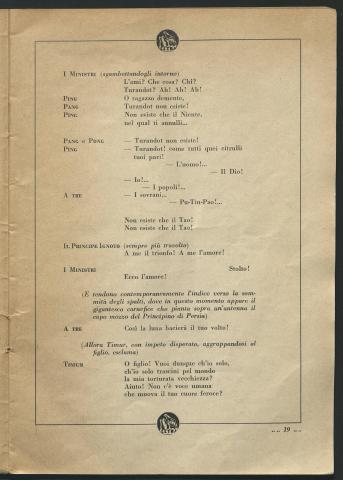 I Ministri (sgambettandogli intorno)
L'ami? Che cosa? Chi?
Turandot? Ah! Ah! Ah!
Ping O ragazzo demente,
Pang Turandot non esiste!
Ping Non esiste che il Niente,
nel qual ti annulli...
Pang e Pong — Turandot non esiste!
Ping — Turandot! come tutti quei citrulli
tuoi pari!
— L'uomo!...
— Il Dio!
— Io!...
— I popoli!...
A tre — I sovrani...
— Pu-Tin-Pao!...
Non esiste che il Tao!
Non esiste che il Tao!
Il Principe Ignoto (sempre più risoluto)
A me il trionfo! A me l'amore!
I Ministri Stolto!
Ecco l'amore!
(E tendono contemporaneamente l'indice verso la som-
mità degli spalti, dove in questo momento appare il
gigantesco carnefice che pianta sopra un'antenna il
capo mozzo del Principino di Persia)
A tre Così la luna bacierà il tuo volto!
(Allora Timur, con impeto disperato, aggrappandosi al
figlio, esclama)
Timur O figlio! Vuoi dunque ch'io solo,
ch'io solo trascini pel mondo
la mia torturata vecchiezza?
Aiuto! Non c'è voce umana
che muova il tuo cuore feroce?
.... 19 ...